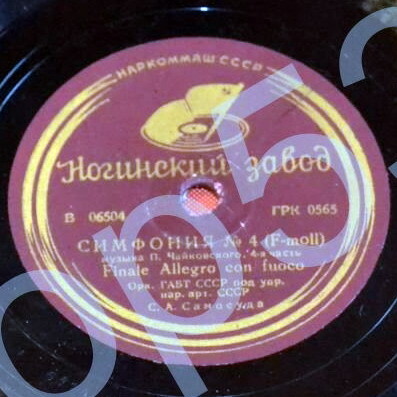 НАРКОММАШ СССР
Ногинский завод
В 06504 ГРК 0565
СИМФОНИЯ № 4 (F-moll)
музыка П. Чайковского, 4-я часть
Finale Allegro con fuoco
Орк. ГАБТ СССР под упр.
нар. арт. СССР
С. А. Самосуда